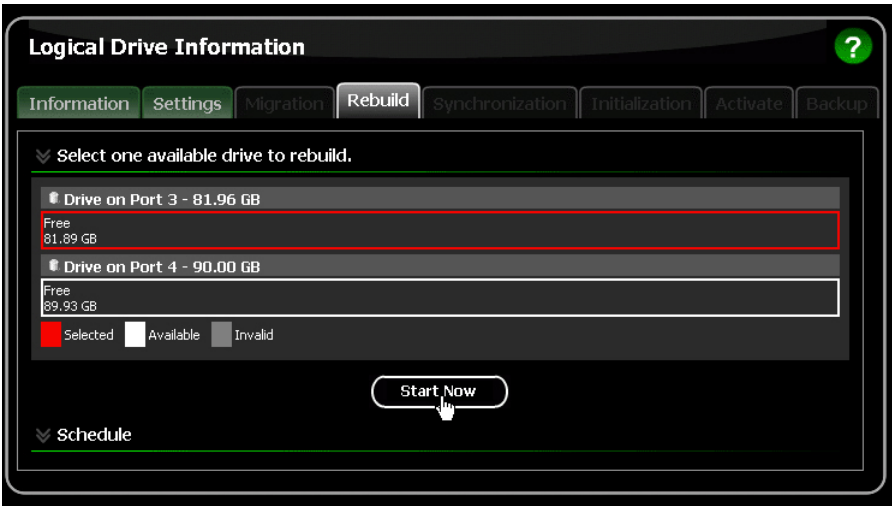 Logical Drive Information
?
Information Settings Migration Rebuild Synchronization Initialization Activate Backup
Select one available drive to rebuild.
Drive on Port 3 - 81.96 GB
Free
81.89 GB
Drive on Port 4 - 90.00 GB
Free
89.93 GB
Selected Available Invalid
Start Now
Schedule